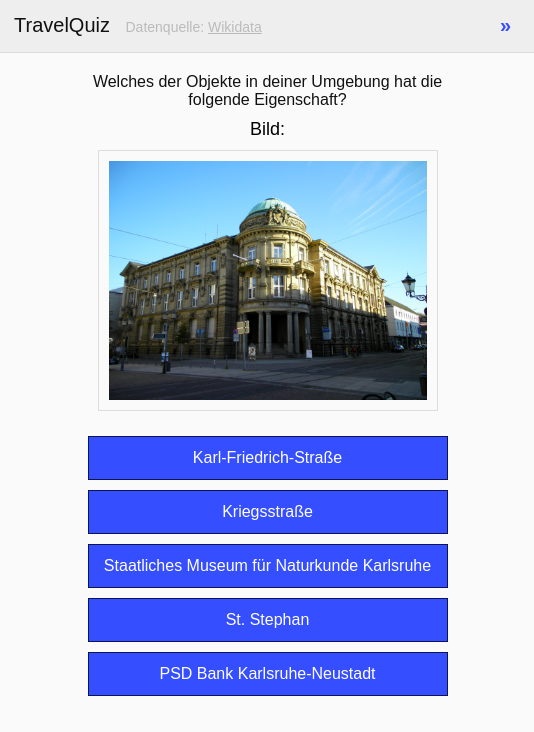 TravelQuiz Datenquelle: Wikidata »
Welches der Objekte in deiner Umgebung hat die
folgende Eigenschaft?
Bild:
Karl-Friedrich-Straße
Kriegsstraße
Staatliches Museum für Naturkunde Karlsruhe
St. Stephan
PSD Bank Karlsruhe-Neustadt